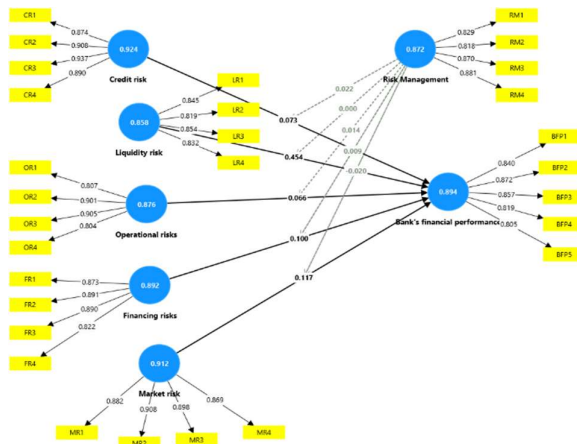 CR1
CR2
CR3
CR4
0.874
0.908
0.937
0.890
0.924
Credit risk
LR1
LR2
LR3
LR4
0.845
0.819
0.854
0.832
0.858
Liquidity risk
OR1
OR2
OR3
OR4
0.807
0.901
0.905
0.804
0.876
Operational risks
FR1
FR2
FR3
FR4
0.873
0.891
0.890
0.822
0.892
Financing risks
0.912
Market risk
0.882
0.908
0.898
0.869
MR1
MR2
MR3
MR4
0.073
0.454
0.066
0.100
0.117
0.022
0.000
0.014
0.009
-0.020
0.872
Risk Management
0.829
0.818
0.870
0.881
RM1
RM2
RM3
RM4
0.894
Bank's financial performance
0.840
0.872
0.857
0.819
0.805
BFP1
BFP2
BFP3
BFP4
BFP5